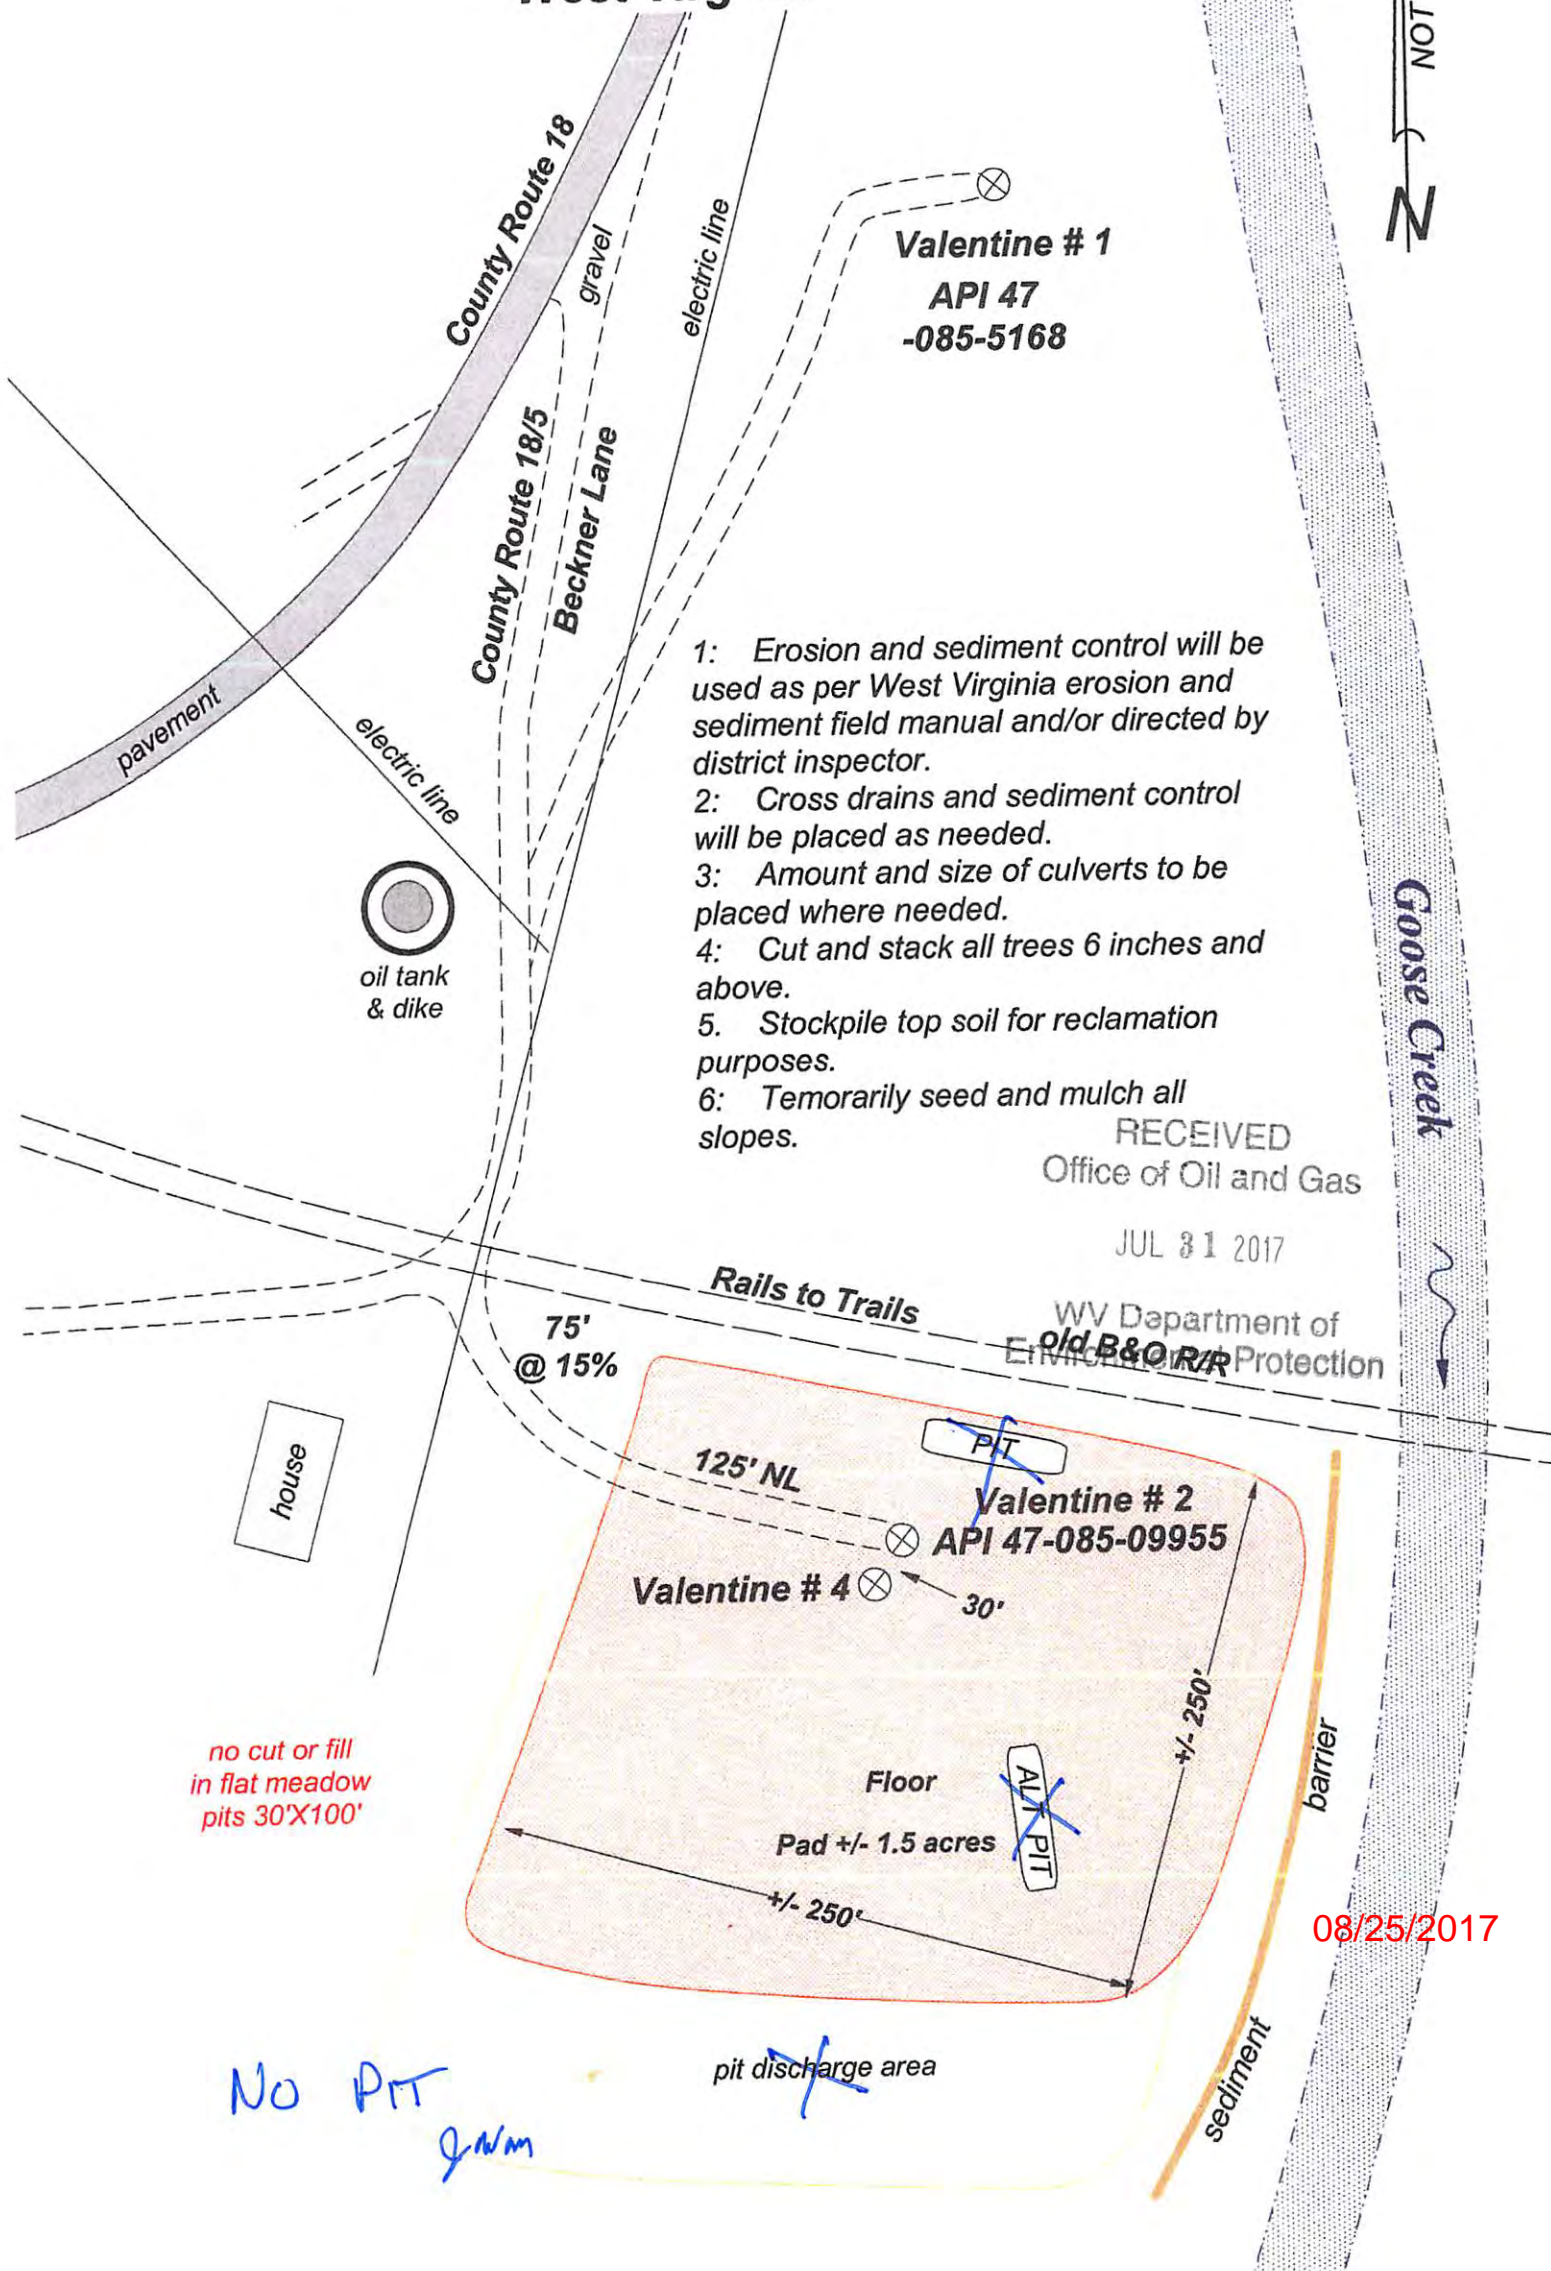 NOT
N
County Route 18
gravel
electric line
Valentine # 1
API 47
-085-5168
County Route 18/5
Beckner Lane
pavement
electric line
oil tank
& dike
1: Erosion and sediment control will be
used as per West Virginia erosion and
sediment field manual and/or directed by
district inspector.
2: Cross drains and sediment control
will be placed as needed.
3: Amount and size of culverts to be
placed where needed.
4: Cut and stack all trees 6 inches and
above.
5. Stockpile top soil for reclamation
purposes.
6: Temorarily seed and mulch all
slopes.
Goose Creek
RECEIVED
Office of Oil and Gas
JUL 31 2017
WV Department of
Environmental Protection
Rails to Trails
old B&O R/R
75'
@ 15%
house
125' NL
PIT
Valentine # 2
API 47-085-09955
Valentine # 4
30'
+/- 250'
barrier
no cut or fill
in flat meadow
pits 30'X100'
Floor
ALT PIT
Pad +/- 1.5 acres
+/- 250'
08/25/2017
sediment
pit discharge area
NO PIT